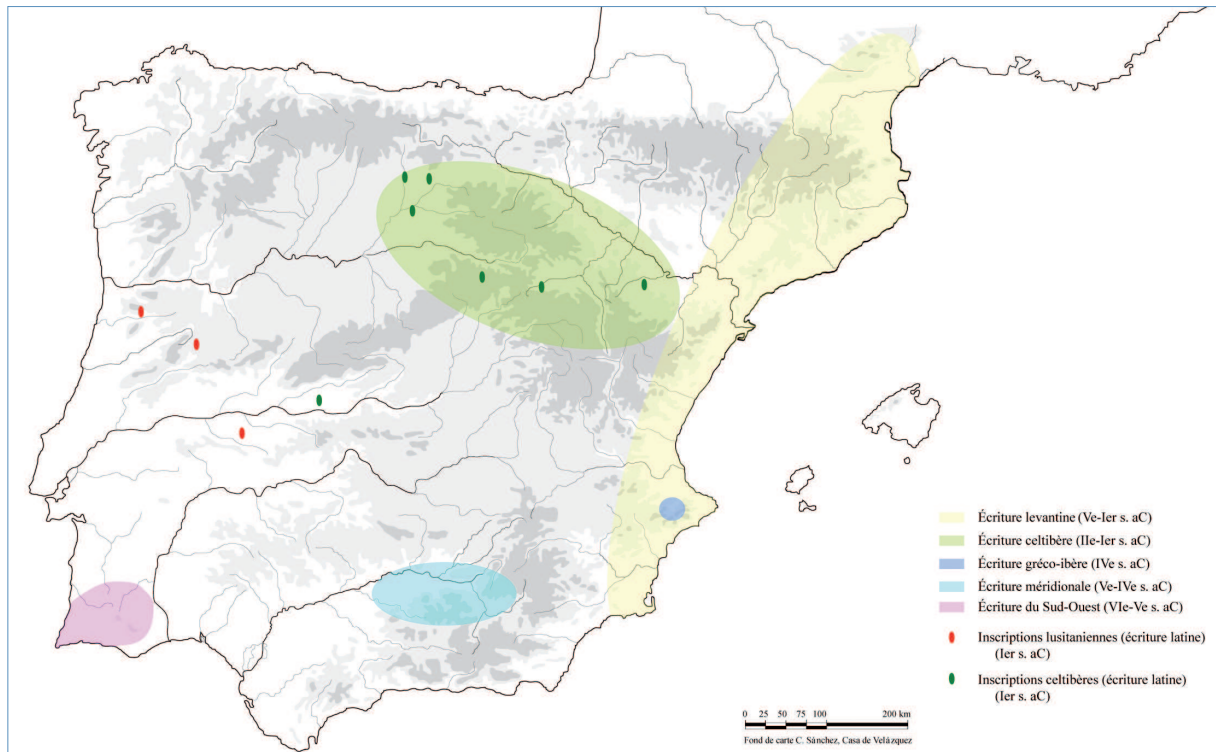 Écriture levantine (Ve-Ier s. aC)
Écriture celtibère (IIe-Ier s. aC)
Écriture gréco-ibère (IVe s. aC)
Écriture méridionale (Ve-IVe s. aC)
Écriture du Sud-Ouest (VIe-Ve s. aC)
Inscriptions lusitaniennes (écriture latine)
(Ier s. aC)
Inscriptions celtibères (écriture latine)
(Ier s. aC)
0 25 50 75 100 200 km
Fond de carte C. Sánchez, Casa de Velázquez